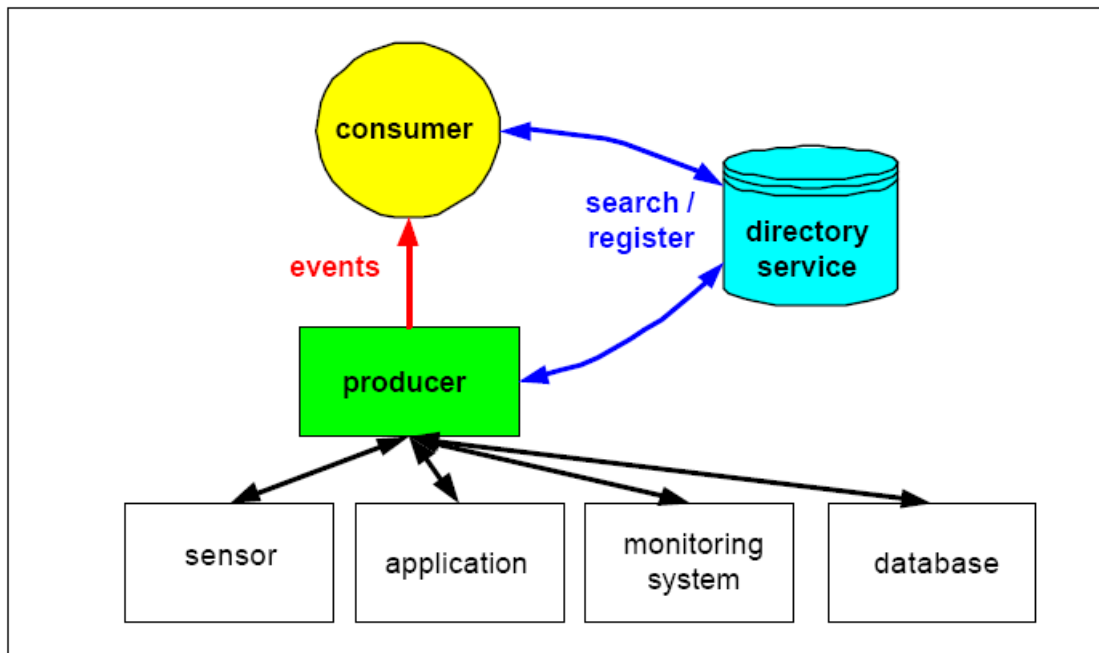 consumer
search /
register
directory
service
events
producer
sensor
application
monitoring
system
database